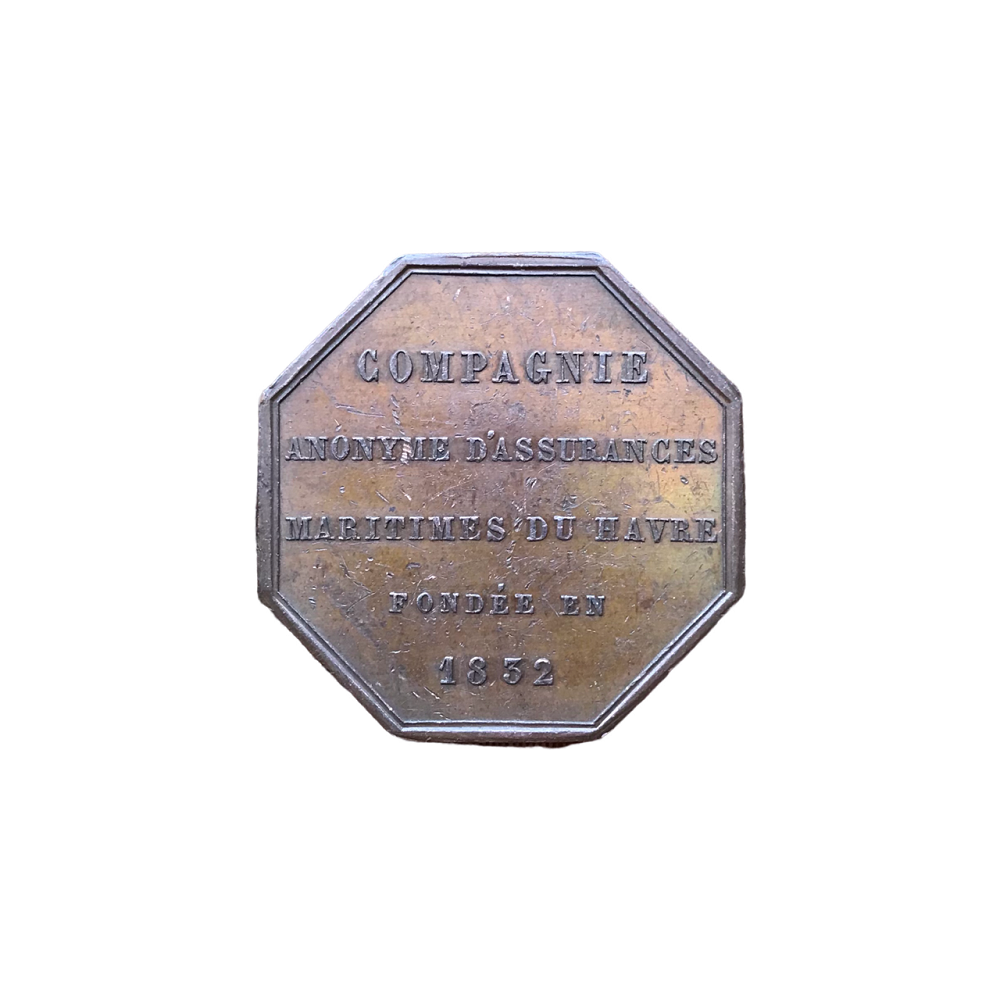 COMPAGNIE
ANONYME D'ASSURANCES
MARITIMES DU HAVRE
FONDÉE EN
1832